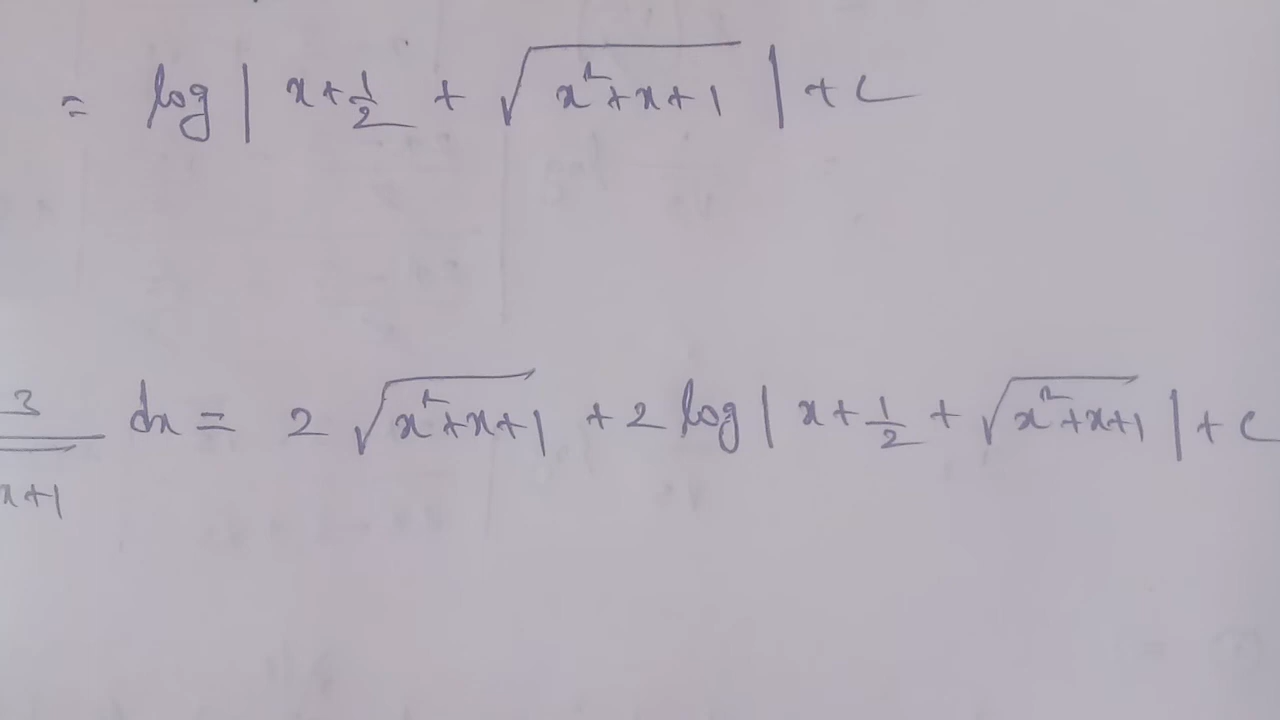 = log | x + 1/2 + √(x² + x + 1) | + C
3/x+1 dx = 2 √(x² + x + 1) + 2 log | x + 1/2 + √(x² + x + 1) | + C